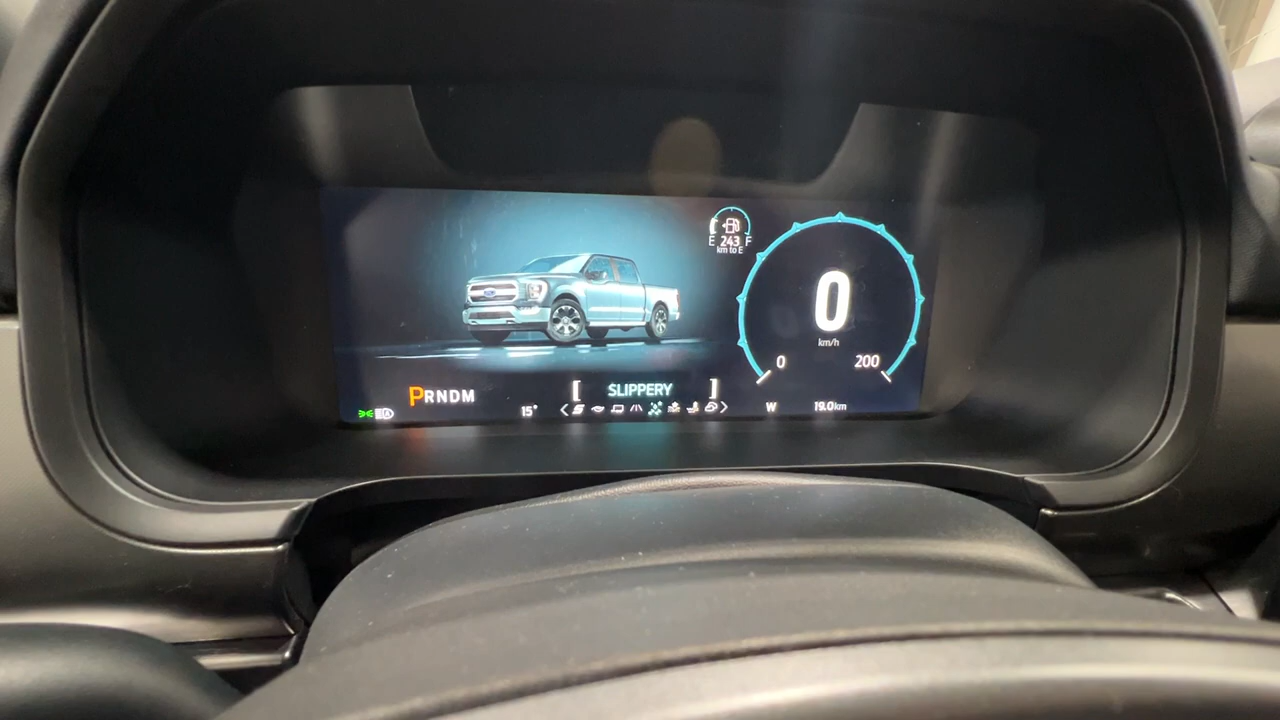 E 243 F
km to E
0
km/h
0 200
PRNDM
SLIPPERY
A
15°
W
19.0km